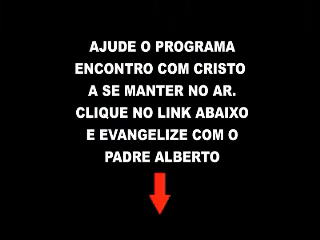 AJUDE O PROGRAMA
ENCONTRO COM CRISTO
A SE MANTER NO AR.
CLIQUE NO LINK ABAIXO
E EVANGELIZE COM O
PADRE ALBERTO